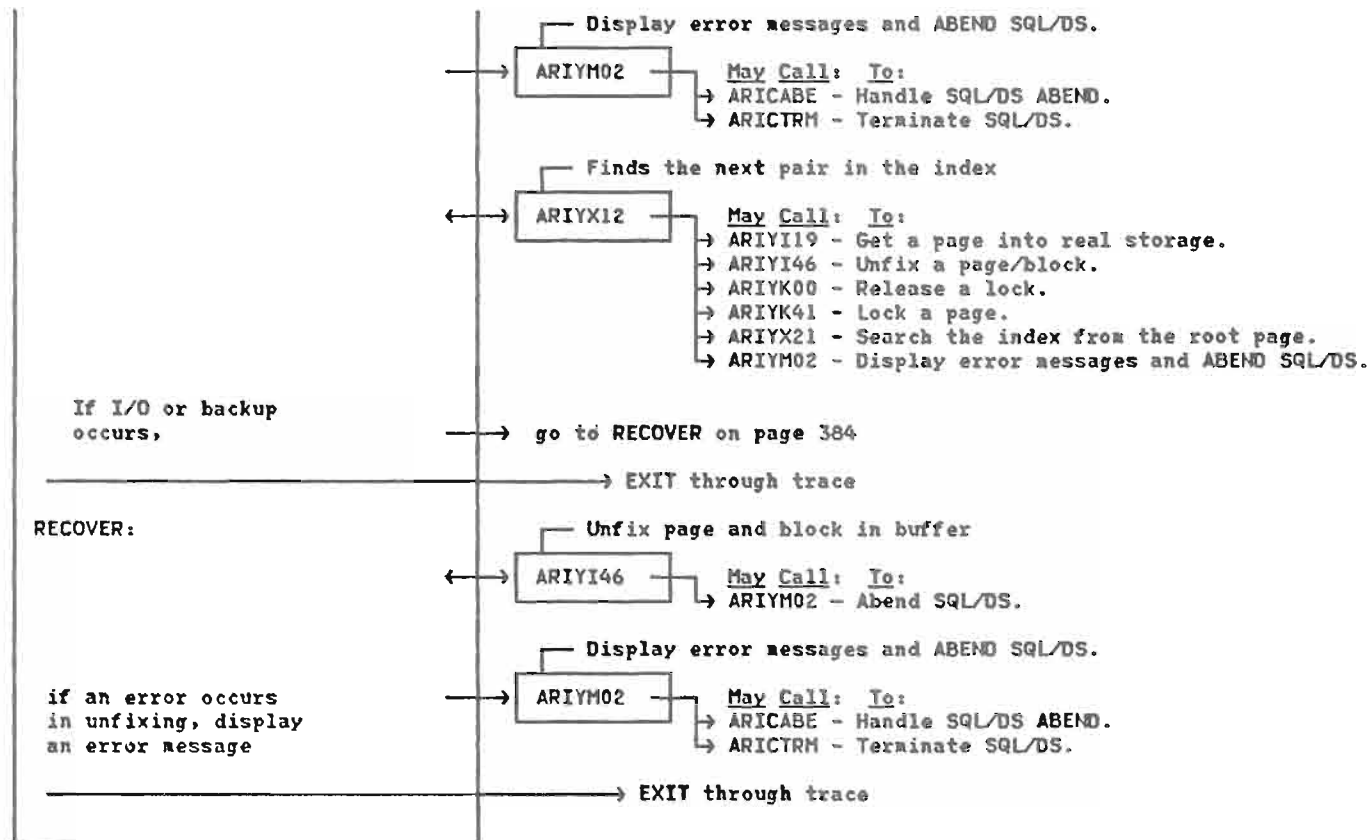 Display error messages and ABEND SQL/DS.
ARIYM02 May Call: To:
ARICABE - Handle SQL/DS ABEND.
ARICTRM - Terminate SQL/DS.
Finds the next pair in the index
ARIYX12 May Call: To:
ARIYI19 - Get a page into real storage.
ARIYI46 - Unfix a page/block.
ARIYK00 - Release a lock.
ARIYK41 - Lock a page.
ARIYX21 - Search the index from the root page.
ARIYM02 - Display error messages and ABEND SQL/DS.
If I/O or backup
occurs, go to RECOVER on page 384
EXIT through trace
RECOVER: Unfix page and block in buffer
ARIYI46 May Call: To:
ARIYM02 - Abend SQL/DS.
Display error messages and ABEND SQL/DS.
if an error occurs ARIYM02 May Call: To:
in unfixing, display ARICABE - Handle SQL/DS ABEND.
an error message ARICTRM - Terminate SQL/DS.
EXIT through trace